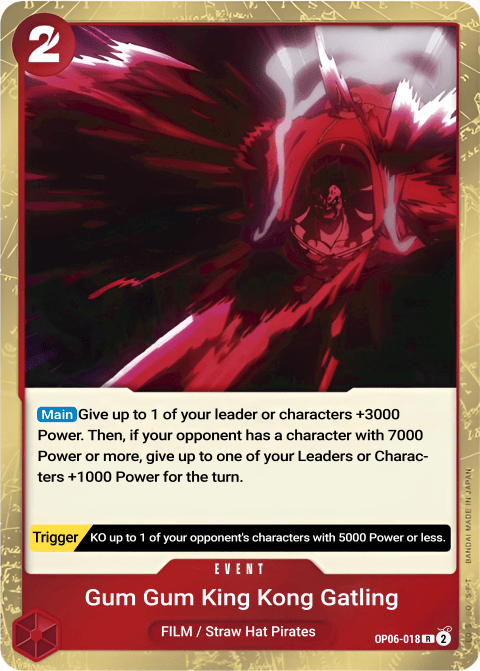 2
Main Give up to 1 of your leader or characters +3000
Power. Then, if your opponent has a character with 7000
Power or more, give up to one of your Leaders or Charac-
ters +1000 Power for the turn.
Trigger KO up to 1 of your opponent's characters with 5000 Power or less.
EVENT
Gum Gum King Kong Gatling
FILM / Straw Hat Pirates
OP06-018 R 2
BANDAI MADE IN JAPAN